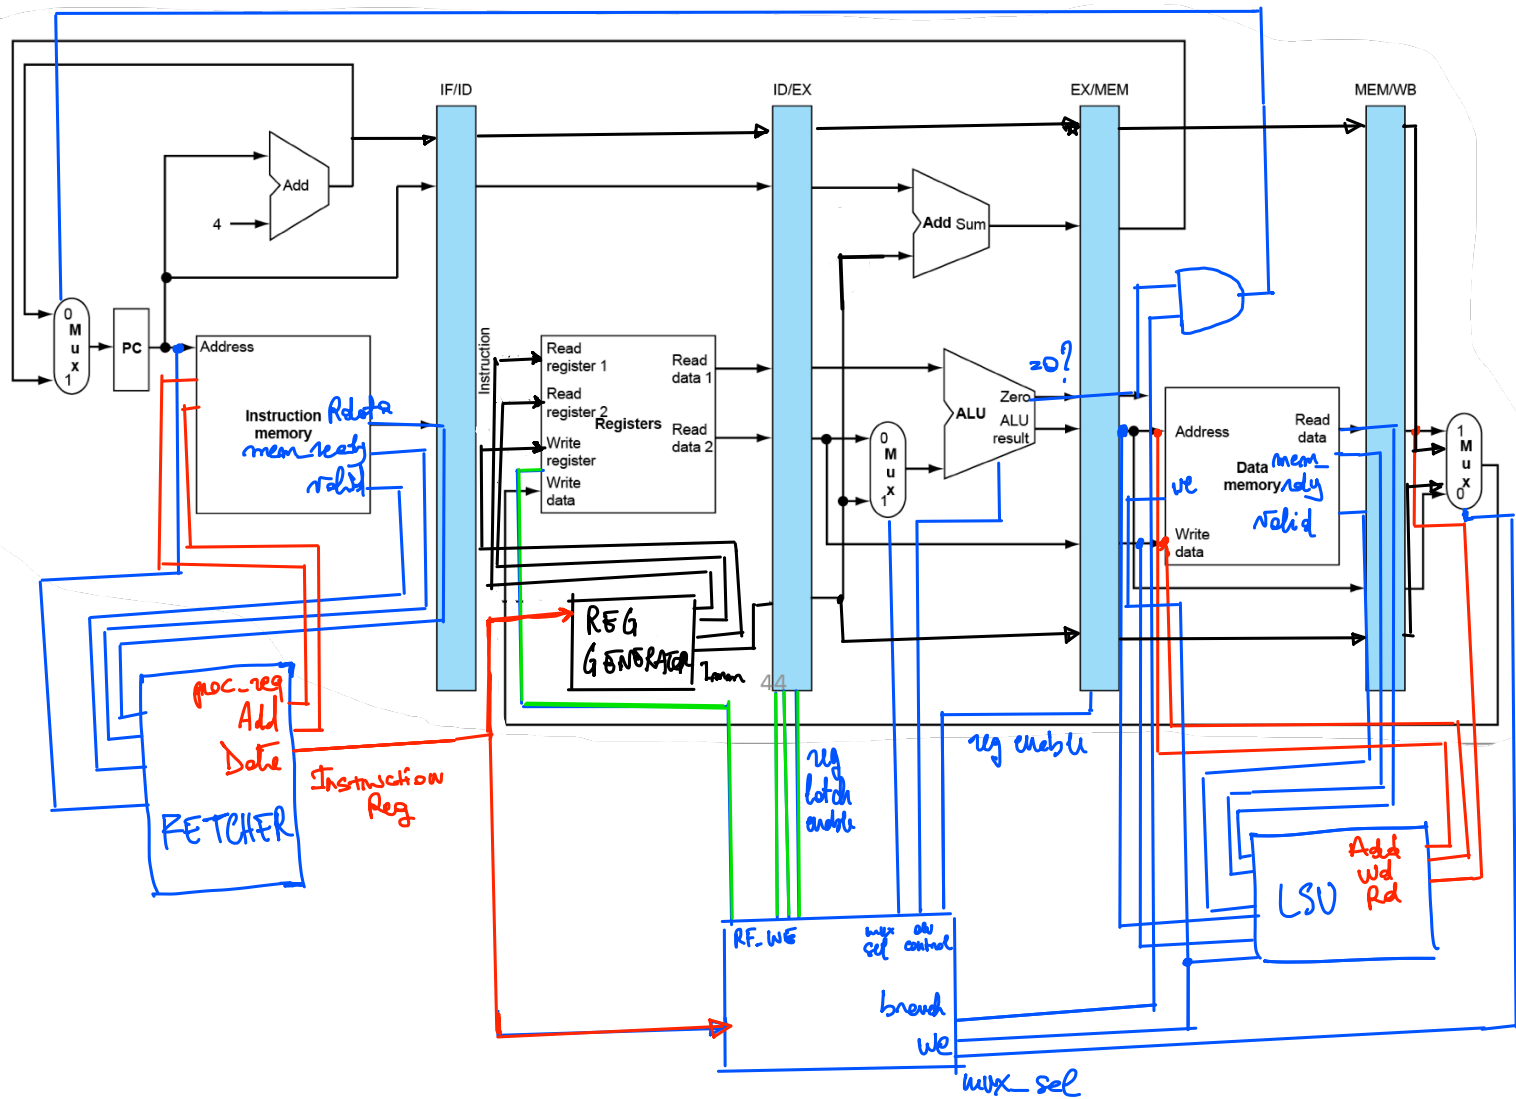 IF/ID
ID/EX
EX/MEM
MEM/WB
Add
4
Add Sum
0
M
u
x
1
PC
Address
Instruction
memory
Rdata
mem_ready
valid
Instruction
Read
register 1
Read
register 2
Write
register
Write
data
Registers
Read
data 1
Read
data 2
0
M
u
x
1
=0?
Zero
ALU
ALU
result
Address
Read
data
Data
memory
mem_
rdy
we
valid
Write
data
1
M
u
x
0
REG
GENERATOR
Imm
44
proc_req
Add
Data
FETCHER
Instruction
Reg
reg
latch
enable
reg enable
Add
Wd
Rd
LSU
RF_WE
mux
sel
alu
control
branch
we
mux_sel